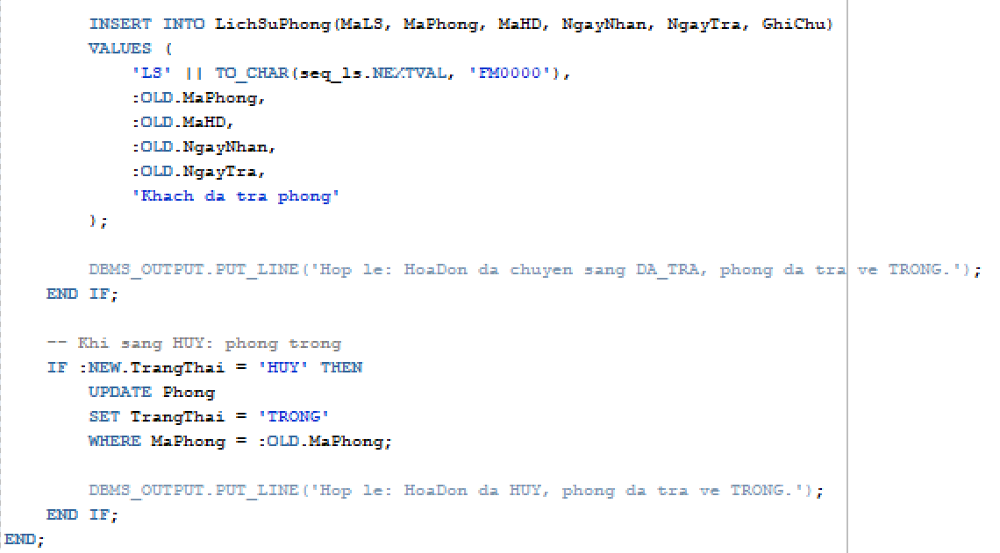 INSERT INTO LichSuPhong(MaLS, MaPhong, MaHD, NgayNhan, NgayTra, GhiChu)
VALUES (
'LS' || TO_CHAR(seq_ls.NEXTVAL, 'FM0000'),
:OLD.MaPhong,
:OLD.MaHD,
:OLD.NgayNhan,
:OLD.NgayTra,
'Khach da tra phong'
);
DBMS_OUTPUT.PUT_LINE('Hop le: HoaDon da chuyen sang DA_TRA, phong da tra ve TRONG.');
END IF;
-- Khi sang HUY: phong trong
IF :NEW.TrangThai = 'HUY' THEN
UPDATE Phong
SET TrangThai = 'TRONG'
WHERE MaPhong = :OLD.MaPhong;
DBMS_OUTPUT.PUT_LINE('Hop le: HoaDon da HUY, phong da tra ve TRONG.');
END IF;
END;